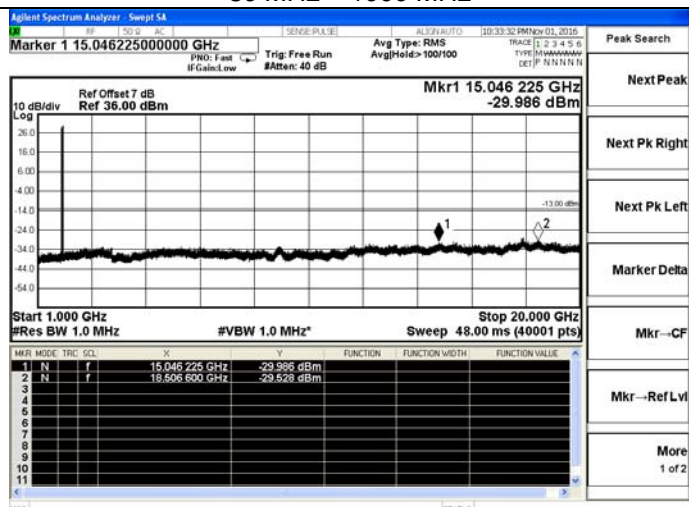 Agilent Spectrum Analyzer - Swept SA
RF 50 Ω AC SENSE:PULSE ALIGN AUTO 10:33:32 PM Nov 01, 2016
Marker 1 15.046225000000 GHz
PNO: Fast Trig: Free Run
IFGain:Low #Atten: 40 dB
Avg Type: RMS
Avg|Hold:>100/100
TRACE 1 2 3 4 5 6
TYPE MWWWWW
DET P N N N N N
Peak Search
Ref Offset 7 dB
10 dB/div Ref 36.00 dBm
Log
Mkr1 15.046 225 GHz
-29.986 dBm
26.0
16.0
6.00
-4.00
-14.0
-24.0
-34.0
-44.0
-54.0
-13.00 dBm
1
2
Start 1.000 GHz Stop 20.000 GHz
#Res BW 1.0 MHz #VBW 1.0 MHz* Sweep 48.00 ms (40001 pts)
MKR MODE TRC SCL X Y FUNCTION FUNCTION WIDTH FUNCTION VALUE
1 N f 15.046 225 GHz -29.986 dBm
2 N f 18.506 600 GHz -29.528 dBm
3
4
5
6
7
8
9
10
11
Next Peak
Next Pk Right
Next Pk Left
Marker Delta
Mkr→CF
Mkr→Ref Lvl
More
1 of 2